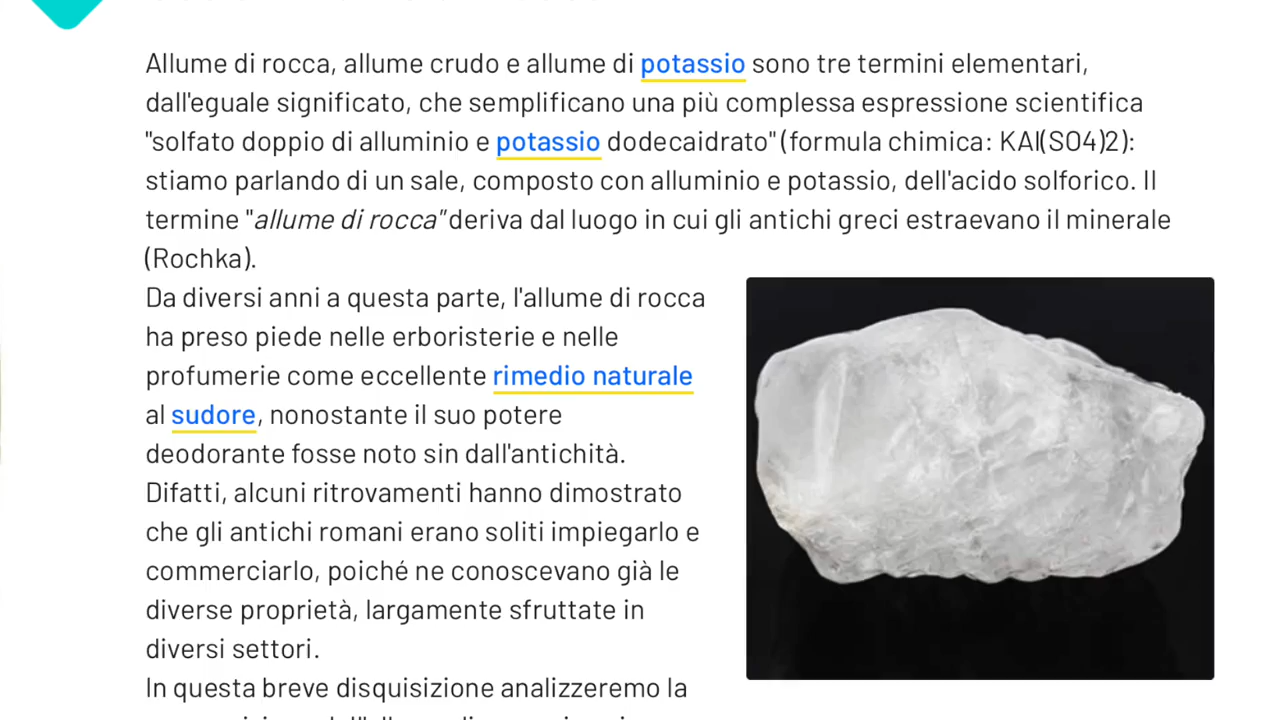 Allume di rocca, allume crudo e allume di potassio sono tre termini elementari,
dall'eguale significato, che semplificano una più complessa espressione scientifica
"solfato doppio di alluminio e potassio dodecaidrato" (formula chimica: KAl(SO4)2):
stiamo parlando di un sale, composto con alluminio e potassio, dell'acido solforico. Il
termine "allume di rocca" deriva dal luogo in cui gli antichi greci estraevano il minerale
(Rochka).
Da diversi anni a questa parte, l'allume di rocca
ha preso piede nelle erboristerie e nelle
profumerie come eccellente rimedio naturale
al sudore, nonostante il suo potere
deodorante fosse noto sin dall'antichità.
Difatti, alcuni ritrovamenti hanno dimostrato
che gli antichi romani erano soliti impiegarlo e
commerciarlo, poiché ne conoscevano già le
diverse proprietà, largamente sfruttate in
diversi settori.
In questa breve disquisizione analizzeremo la